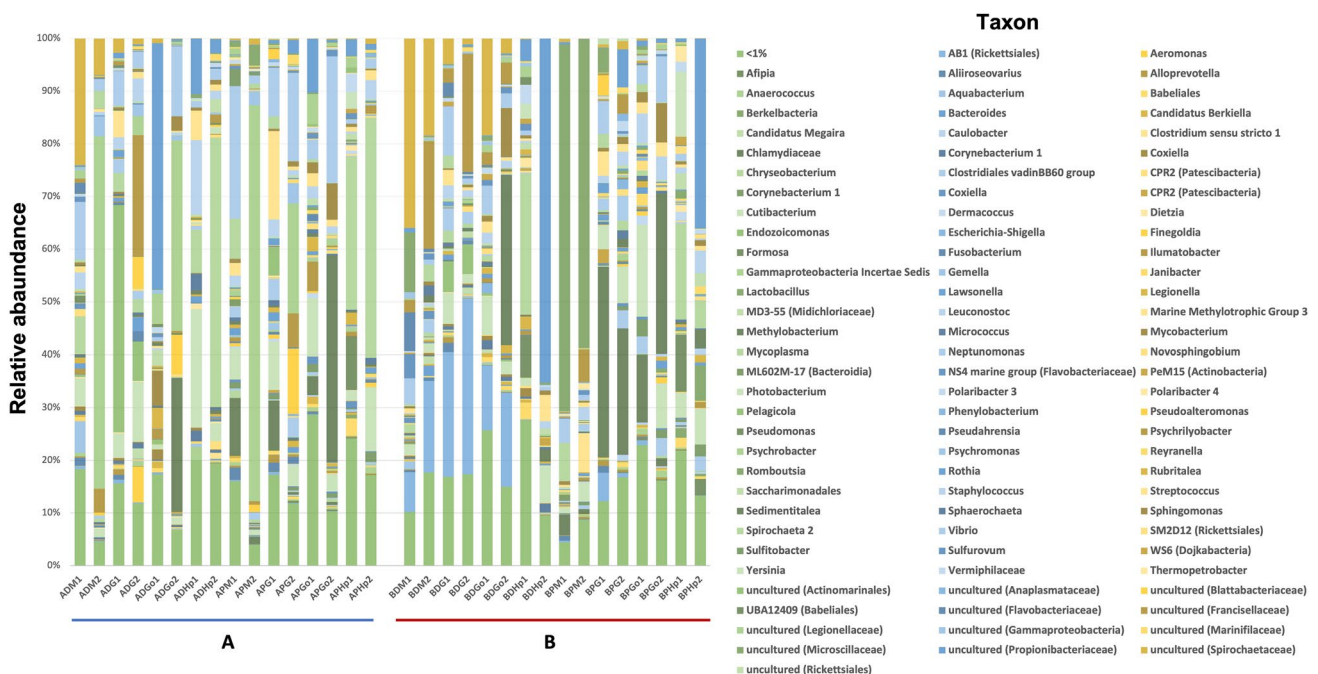 Taxon
Relative abaundance
100%
90%
80%
70%
60%
50%
40%
30%
20%
10%
0%
ADM1 ADM2 ADG1 ADG2 ADGo1 ADGo2 ADHp1 ADHp2 APM1 APM2 APG1 APG2 APGo1 APGo2 APHp1 APHp2 BDM1 BDM2 BDG1 BDG2 BDGo1 BDGo2 BDHp1 BDHp2 BPM1 BPM2 BPG1 BPG2 BPGo1 BPGo2 BPHp1 BPHp2
A B
<1% AB1 (Rickettsiales) Aeromonas
Afipia Aliiroseovarius Alloprevotella
Anaerococcus Aquabacterium Babeliales
Berkelbacteria Bacteroides Candidatus Berkiella
Candidatus Megaira Caulobacter Clostridium sensu stricto 1
Chlamydiaceae Corynebacterium 1 Coxiella
Chryseobacterium Clostridiales vadinBB60 group CPR2 (Patescibacteria)
Corynebacterium 1 Coxiella CPR2 (Patescibacteria)
Cutibacterium Dermacoccus Dietzia
Endozoicomonas Escherichia-Shigella Finegoldia
Formosa Fusobacterium Ilumatobacter
Gammaproteobacteria Incertae Sedis Gemella Janibacter
Lactobacillus Lawsonella Legionella
MD3-55 (Midichloriaceae) Leuconostoc Marine Methylotrophic Group 3
Methylobacterium Micrococcus Mycobacterium
Mycoplasma Neptunomonas Novosphingobium
ML602M-17 (Bacteroidia) NS4 marine group (Flavobacteriaceae) PeM15 (Actinobacteria)
Photobacterium Polaribacter 3 Polaribacter 4
Pelagicola Phenylobacterium Pseudoalteromonas
Pseudomonas Pseudahrensia Psychrilyobacter
Psychrobacter Psychromonas Reyranella
Romboutsia Rothia Rubritalea
Saccharimonadales Staphylococcus Streptococcus
Sedimentitalea Sphaerochaeta Sphingomonas
Spirochaeta 2 Vibrio SM2D12 (Rickettsiales)
Sulfitobacter Sulfurovum WS6 (Dojkabacteria)
Yersinia Vermiphilaceae Thermopetrobacter
uncultured (Actinomarinales) uncultured (Anaplasmataceae) uncultured (Blattabacteriaceae)
UBA12409 (Babeliales) uncultured (Flavobacteriaceae) uncultured (Francisellaceae)
uncultured (Legionellaceae) uncultured (Gammaproteobacteria) uncultured (Marinifilaceae)
uncultured (Microscillaceae) uncultured (Propionibacteriaceae) uncultured (Spirochaetaceae)
uncultured (Rickettsiales)